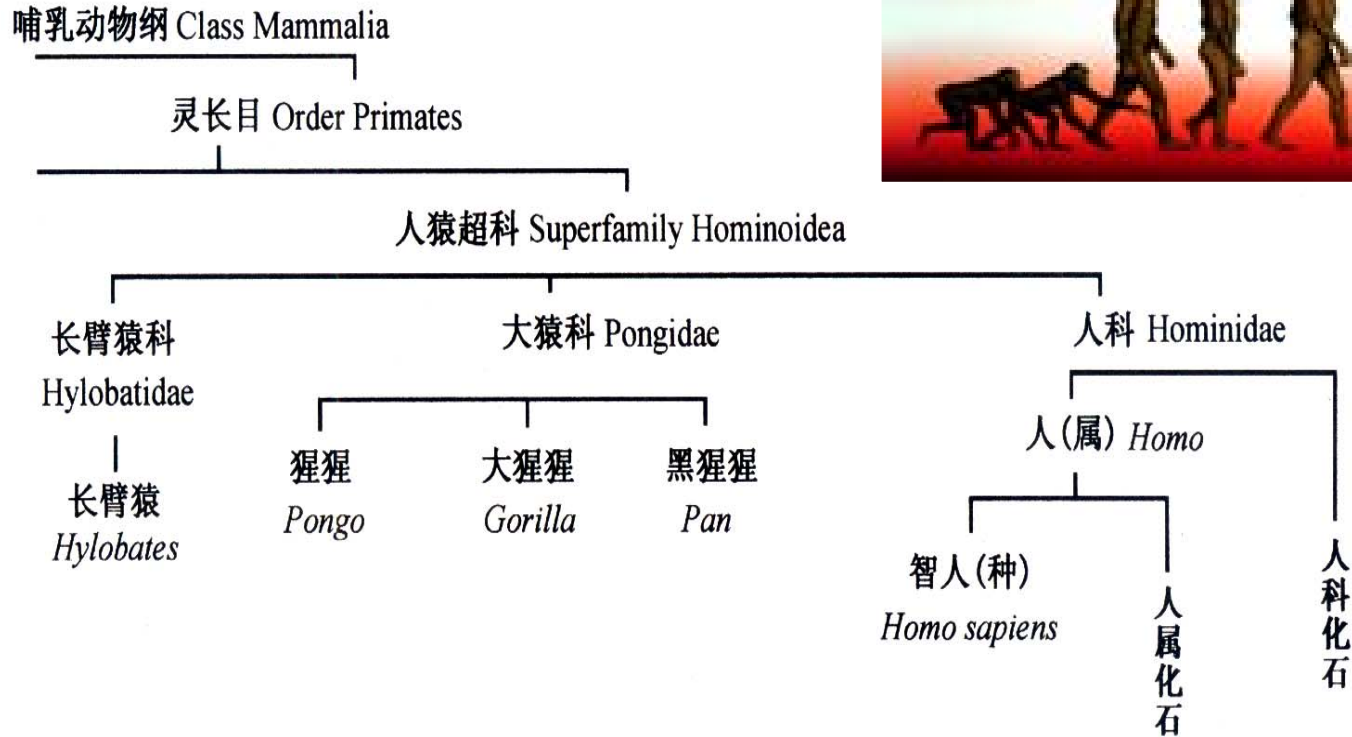 哺乳动物纲 Class Mammalia
灵长目 Order Primates
人猿超科 Superfamily Hominoidea
长臂猿科
Hylobatidae
大猿科 Pongidae
人科 Hominidae
长臂猿
Hylobates
猩猩
Pongo
大猩猩
Gorilla
黑猩猩
Pan
人(属) Homo
智人(种)
Homo sapiens
人属化石
人科化石